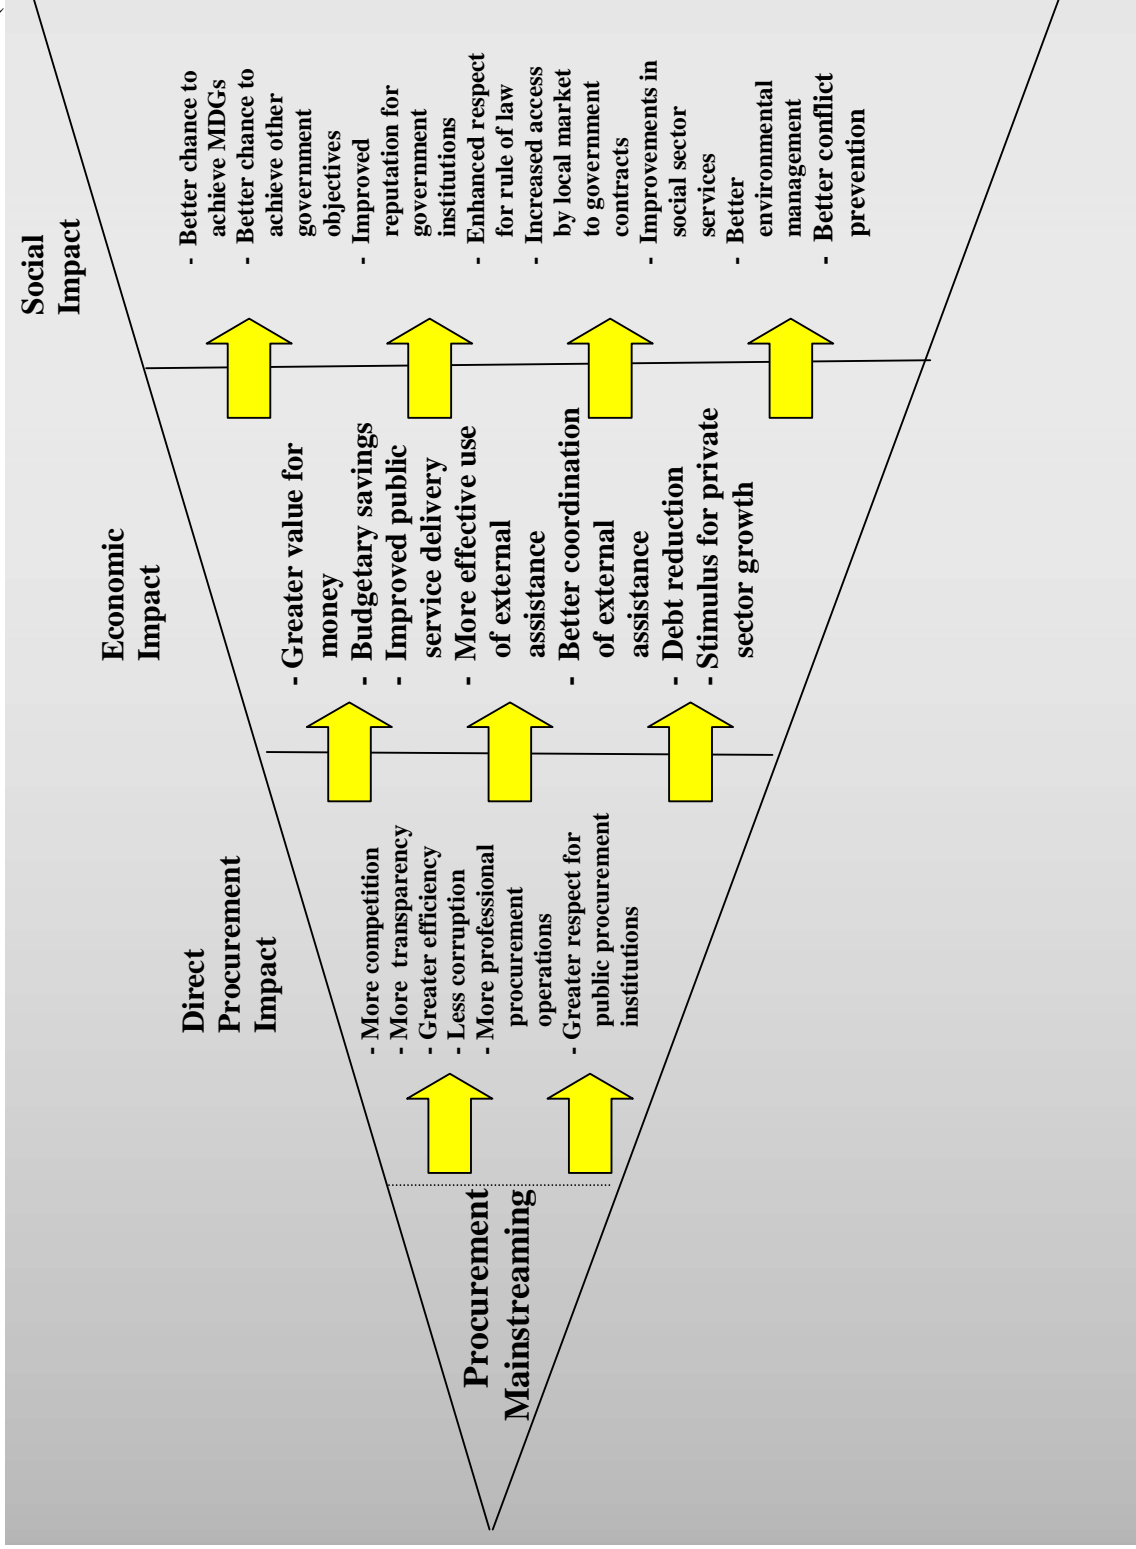 Procurement
Mainstreaming
Direct
Procurement
Impact
- More competition
- More transparency
- Greater efficiency
- Less corruption
- More professional
procurement
operations
- Greater respect for
public procurement
institutions
Economic
Impact
- Greater value for
money
- Budgetary savings
- Improved public
service delivery
- More effective use
of external
assistance
- Better coordination
of external
assistance
- Debt reduction
- Stimulus for private
sector growth
Social
Impact
- Better chance to
achieve MDGs
- Better chance to
achieve other
government
objectives
- Improved
reputation for
government
institutions
- Enhanced respect
for rule of law
- Increased access
by local market
to government
contracts
- Improvements in
social sector
services
- Better
environmental
management
- Better conflict
prevention